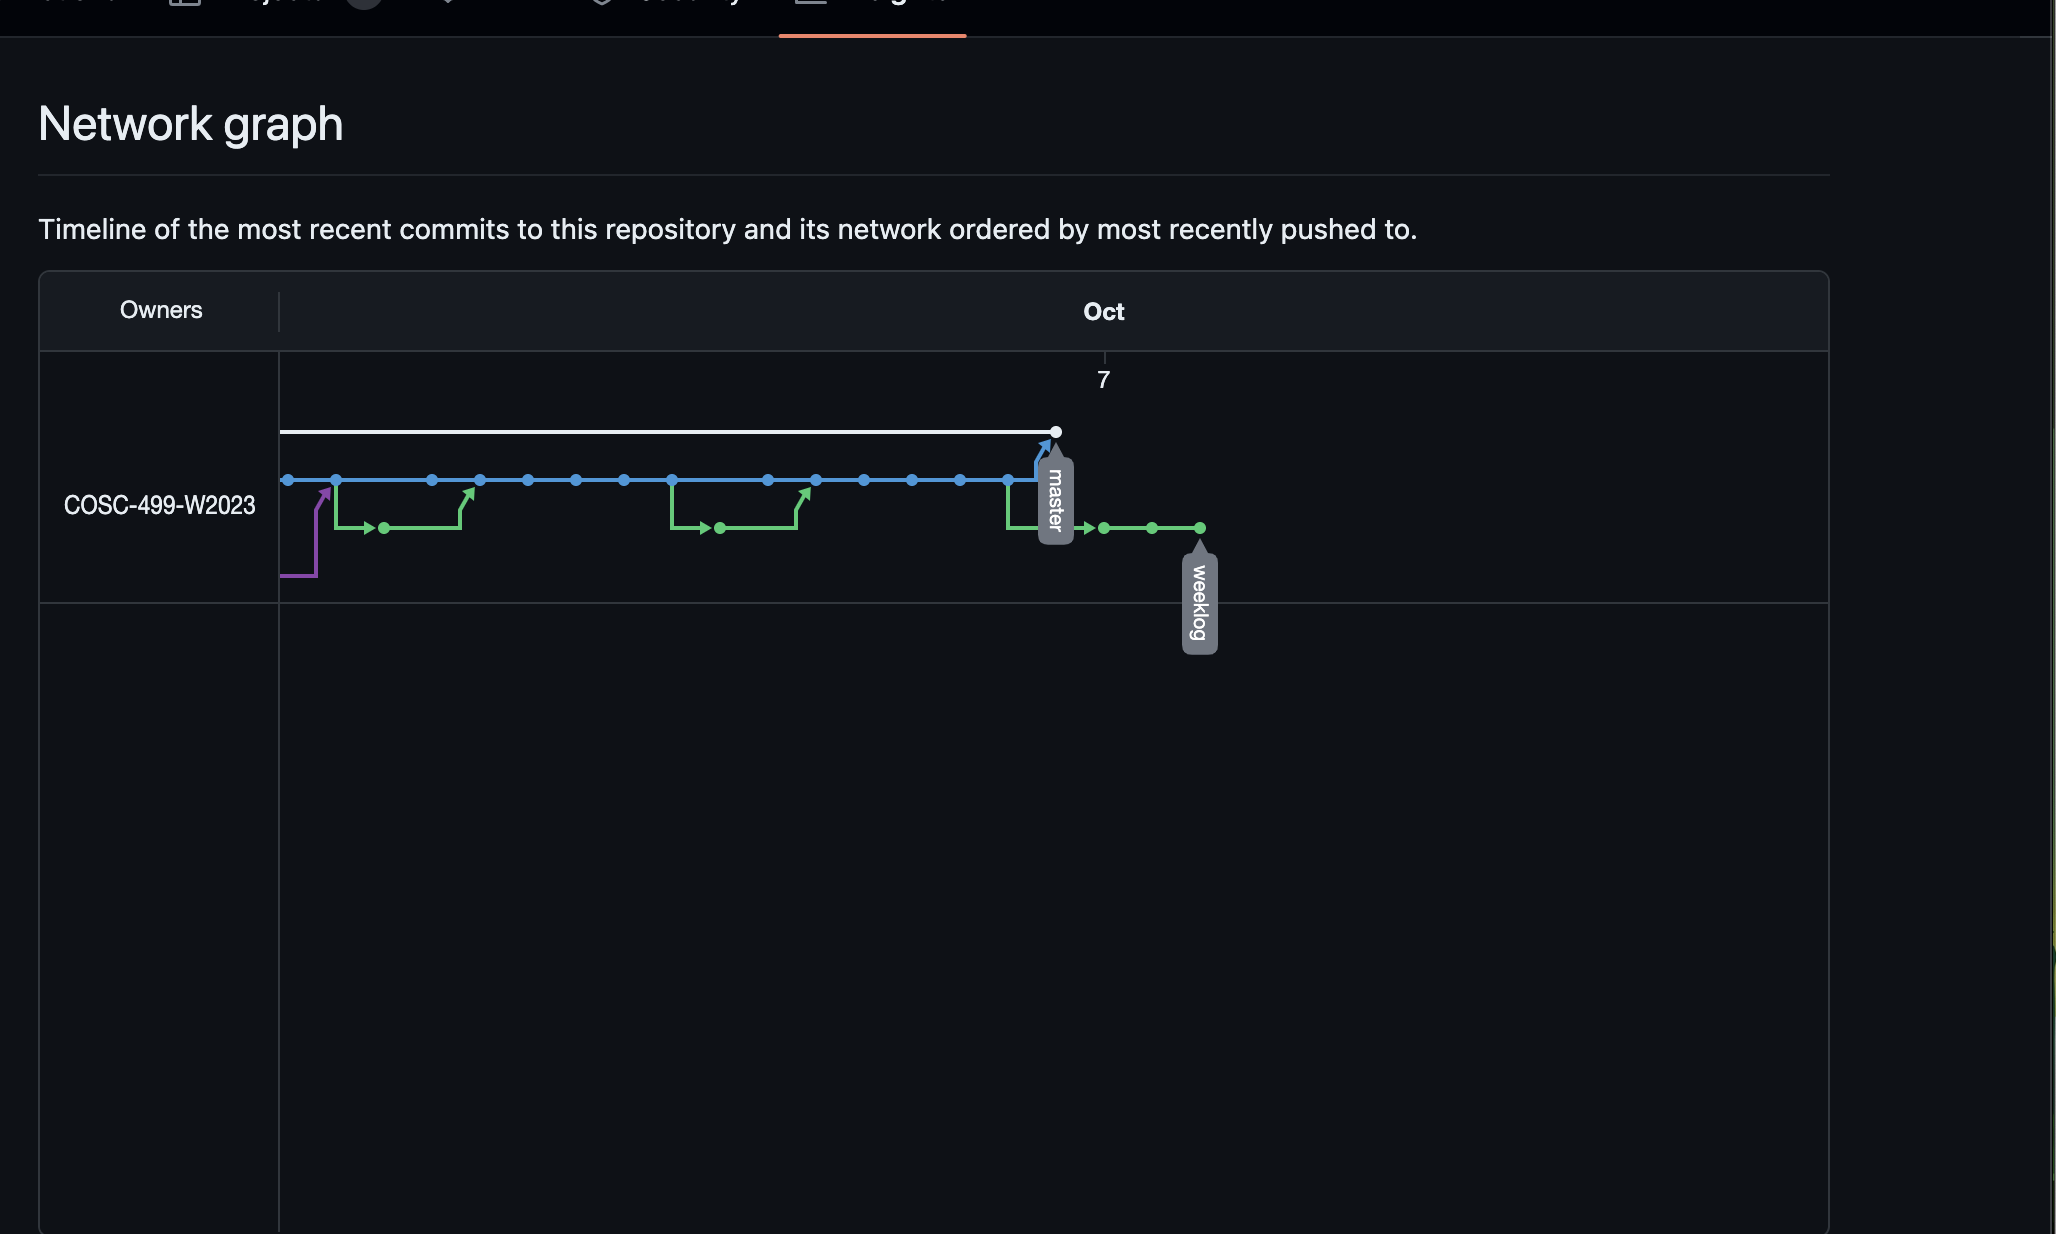 Network graph
Timeline of the most recent commits to this repository and its network ordered by most recently pushed to.
Owners
Oct
7
COSC-499-W2023
master
weeklog